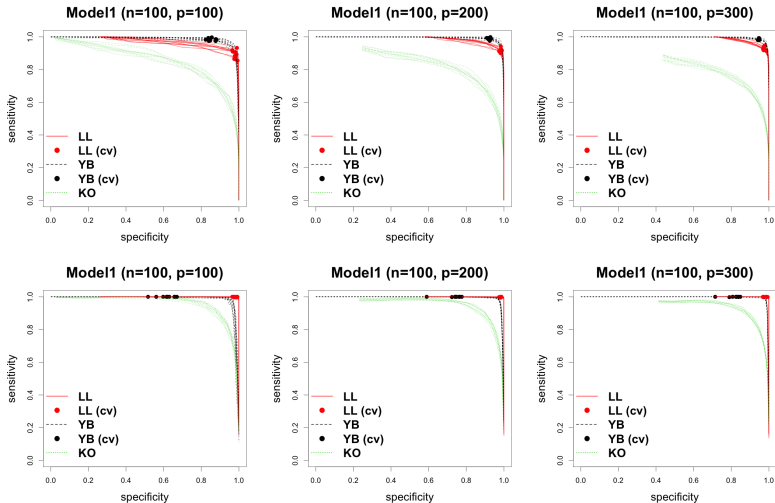 Model1 (n=100, p=100)
sensitivity
1.0
0.8
0.6
0.4
0.2
0.0
LL
LL (cv)
YB
YB (cv)
KO
0.0 0.2 0.4 0.6 0.8 1.0
specificity
Model1 (n=100, p=200)
sensitivity
1.0
0.8
0.6
0.4
0.2
0.0
LL
LL (cv)
YB
YB (cv)
KO
0.0 0.2 0.4 0.6 0.8 1.0
specificity
Model1 (n=100, p=300)
sensitivity
1.0
0.8
0.6
0.4
0.2
0.0
LL
LL (cv)
YB
YB (cv)
KO
0.0 0.2 0.4 0.6 0.8 1.0
specificity
Model1 (n=100, p=100)
sensitivity
1.0
0.8
0.6
0.4
0.2
0.0
LL
LL (cv)
YB
YB (cv)
KO
0.0 0.2 0.4 0.6 0.8 1.0
specificity
Model1 (n=100, p=200)
sensitivity
1.0
0.8
0.6
0.4
0.2
0.0
LL
LL (cv)
YB
YB (cv)
KO
0.0 0.2 0.4 0.6 0.8 1.0
specificity
Model1 (n=100, p=300)
sensitivity
1.0
0.8
0.6
0.4
0.2
0.0
LL
LL (cv)
YB
YB (cv)
KO
0.0 0.2 0.4 0.6 0.8 1.0
specificity